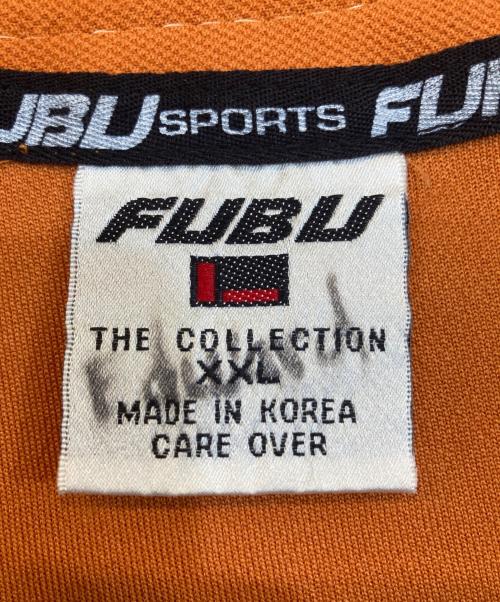 FUBU SPORTS FU
FUBU
THE COLLECTION
XXL
MADE IN KOREA
CARE OVER